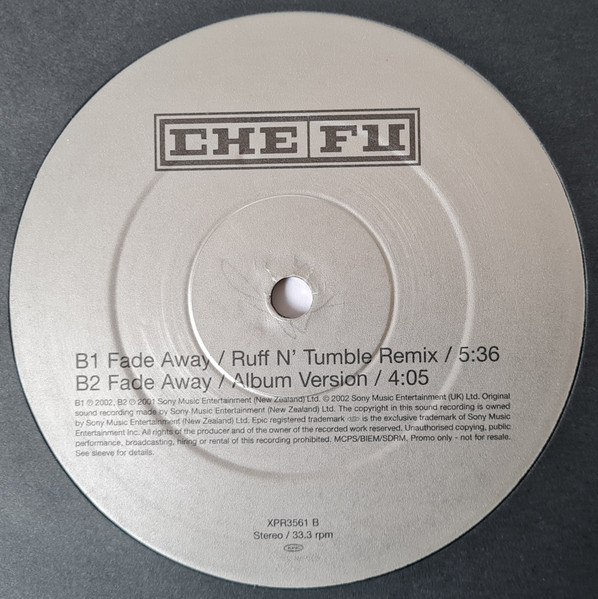 CHE FU
B1 Fade Away / Ruff N' Tumble Remix / 5:36
B2 Fade Away / Album Version / 4:05
B1 ℗ 2002, B2 ℗ 2001 Sony Music Entertainment (New Zealand) Ltd. © 2002 Sony Music Entertainment (UK) Ltd. Original
sound recording made by Sony Music Entertainment (New Zealand) Ltd. The copyright in this sound recording is owned
by Sony Music Entertainment (New Zealand) Ltd. Epic registered trademark is the exclusive trademark of Sony Music
Entertainment Inc. All rights of the producer and of the owner of the recorded work reserved. Unauthorised copying, public
performance, broadcasting, hiring or rental of this recording prohibited. MCPS/BIEM/SDRM, Promo only - not for resale.
See sleeve for details.
XPR3561 B
Stereo / 33.3 rpm
epic